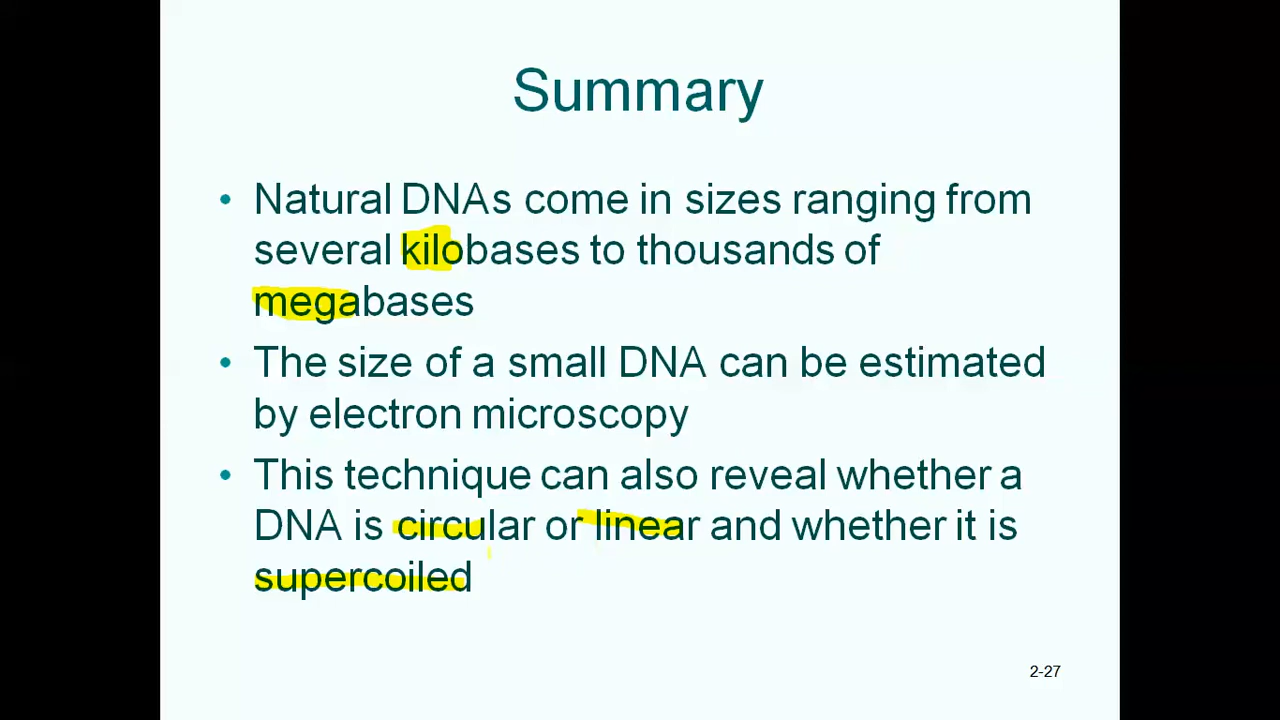 Summary
• Natural DNAs come in sizes ranging from
several kilobases to thousands of
megabases
• The size of a small DNA can be estimated
by electron microscopy
• This technique can also reveal whether a
DNA is circular or linear and whether it is
supercoiled
2-27